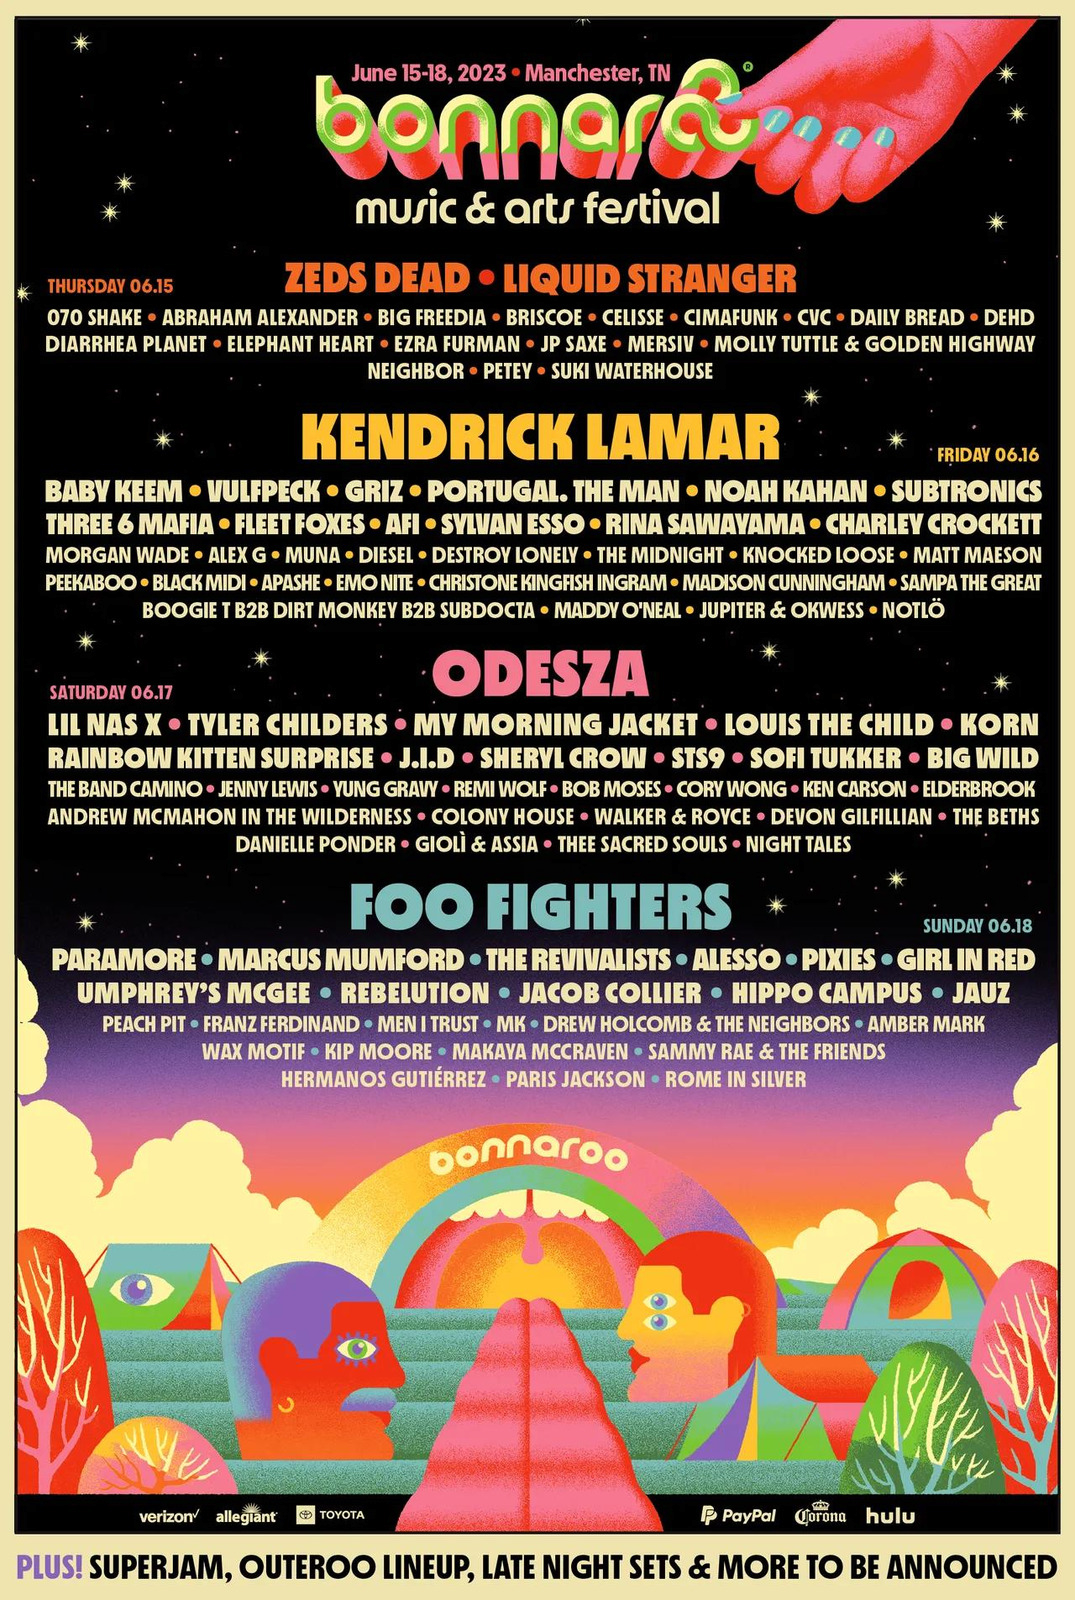 June 15-18, 2023 • Manchester, TN
bonnaroo®
music & arts festival
THURSDAY 06.15
ZEDS DEAD • LIQUID STRANGER
070 SHAKE • ABRAHAM ALEXANDER • BIG FREEDIA • BRISCOE • CELISSE • CIMAFUNK • CVC • DAILY BREAD • DEHD
DIARRHEA PLANET • ELEPHANT HEART • EZRA FURMAN • JP SAXE • MERSIV • MOLLY TUTTLE & GOLDEN HIGHWAY
NEIGHBOR • PETEY • SUKI WATERHOUSE
KENDRICK LAMAR
FRIDAY 06.16
BABY KEEM • VULFPECK • GRIZ • PORTUGAL. THE MAN • NOAH KAHAN • SUBTRONICS
THREE 6 MAFIA • FLEET FOXES • AFI • SYLVAN ESSO • RINA SAWAYAMA • CHARLEY CROCKETT
MORGAN WADE • ALEX G • MUNA • DIESEL • DESTROY LONELY • THE MIDNIGHT • KNOCKED LOOSE • MATT MAESON
PEEKABOO • BLACK MIDI • APASHE • EMO NITE • CHRISTONE KINGFISH INGRAM • MADISON CUNNINGHAM • SAMPA THE GREAT
BOOGIE T B2B DIRT MONKEY B2B SUBDOCTA • MADDY O'NEAL • JUPITER & OKWESS • NOTLÖ
ODESZA
SATURDAY 06.17
LIL NAS X • TYLER CHILDERS • MY MORNING JACKET • LOUIS THE CHILD • KORN
RAINBOW KITTEN SURPRISE • J.I.D • SHERYL CROW • STS9 • SOFI TUKKER • BIG WILD
THE BAND CAMINO • JENNY LEWIS • YUNG GRAVY • REMI WOLF • BOB MOSES • CORY WONG • KEN CARSON • ELDERBROOK
ANDREW MCMAHON IN THE WILDERNESS • COLONY HOUSE • WALKER & ROYCE • DEVON GILFILLIAN • THE BETHS
DANIELLE PONDER • GIOLÌ & ASSIA • THEE SACRED SOULS • NIGHT TALES
FOO FIGHTERS
SUNDAY 06.18
PARAMORE • MARCUS MUMFORD • THE REVIVALISTS • ALESSO • PIXIES • GIRL IN RED
UMPHREY’S MCGEE • REBELUTION • JACOB COLLIER • HIPPO CAMPUS • JAUZ
PEACH PIT • FRANZ FERDINAND • MEN I TRUST • MK • DREW HOLCOMB & THE NEIGHBORS • AMBER MARK
WAX MOTIF • KIP MOORE • MAKAYA MCCRAVEN • SAMMY RAE & THE FRIENDS
HERMANOS GUTIÉRREZ • PARIS JACKSON • ROME IN SILVER
bonnaroo
verizon✓ allegiant TOYOTA PayPal Corona hulu
PLUS! SUPERJAM, OUTEROO LINEUP, LATE NIGHT SETS & MORE TO BE ANNOUNCED